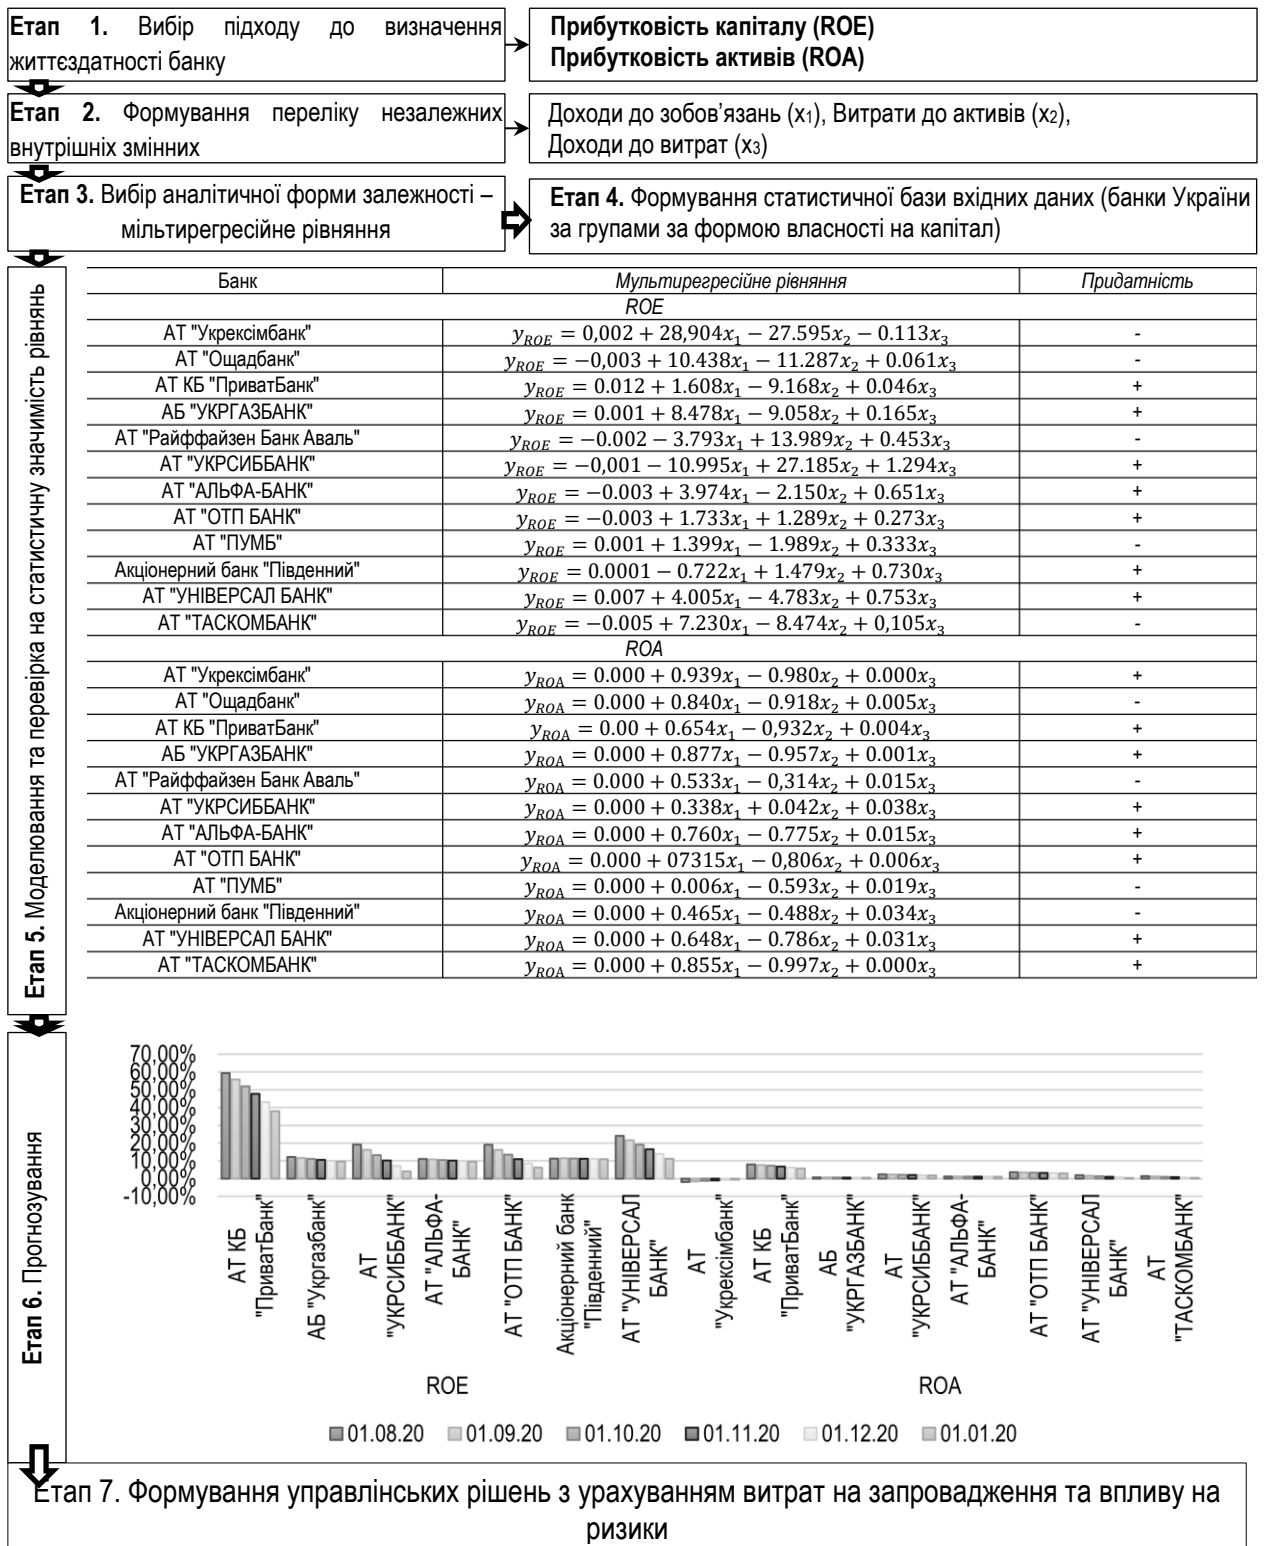 Етап 1. Вибір підходу до визначення
життєздатності банку
Прибутковість капіталу (ROE)
Прибутковість активів (ROA)
Етап 2. Формування переліку незалежних
внутрішніх змінних
Доходи до зобов’язань (x₁), Витрати до активів (x₂),
Доходи до витрат (x₃)
Етап 3. Вибір аналітичної форми залежності –
мільтирегресійне рівняння
Етап 4. Формування статистичної бази вхідних даних (банки України
за групами за формою власності на капітал)
Етап 5. Моделювання та перевірка на статистичну значимість рівнянь
Банк Мультирегресійне рівняння Придатність
ROE
АТ "Укрексімбанк" y_ROE = 0,002 + 28,904x₁ − 27.595x₂ − 0.113x₃ -
АТ "Ощадбанк" y_ROE = −0,003 + 10.438x₁ − 11.287x₂ + 0.061x₃ -
АТ КБ "ПриватБанк" y_ROE = 0.012 + 1.608x₁ − 9.168x₂ + 0.046x₃ +
АБ "УКРГАЗБАНК" y_ROE = 0.001 + 8.478x₁ − 9.058x₂ + 0.165x₃ +
АТ "Райффайзен Банк Аваль" y_ROE = −0.002 − 3.793x₁ + 13.989x₂ + 0.453x₃ -
АТ "УКРСИББАНК" y_ROE = −0,001 − 10.995x₁ + 27.185x₂ + 1.294x₃ +
АТ "АЛЬФА-БАНК" y_ROE = −0.003 + 3.974x₁ − 2.150x₂ + 0.651x₃ +
АТ "ОТП БАНК" y_ROE = −0.003 + 1.733x₁ + 1.289x₂ + 0.273x₃ +
АТ "ПУМБ" y_ROE = 0.001 + 1.399x₁ − 1.989x₂ + 0.333x₃ -
Акціонерний банк "Південний" y_ROE = 0.0001 − 0.722x₁ + 1.479x₂ + 0.730x₃ +
АТ "УНІВЕРСАЛ БАНК" y_ROE = 0.007 + 4.005x₁ − 4.783x₂ + 0.753x₃ +
АТ "ТАСКОМБАНК" y_ROE = −0.005 + 7.230x₁ − 8.474x₂ + 0,105x₃ -
ROA
АТ "Укрексімбанк" y_ROA = 0.000 + 0.939x₁ − 0.980x₂ + 0.000x₃ +
АТ "Ощадбанк" y_ROA = 0.000 + 0.840x₁ − 0.918x₂ + 0.005x₃ -
АТ КБ "ПриватБанк" y_ROA = 0.00 + 0.654x₁ − 0,932x₂ + 0.004x₃ +
АБ "УКРГАЗБАНК" y_ROA = 0.000 + 0.877x₁ − 0.957x₂ + 0.001x₃ +
АТ "Райффайзен Банк Аваль" y_ROA = 0.000 + 0.533x₁ − 0,314x₂ + 0.015x₃ -
АТ "УКРСИББАНК" y_ROA = 0.000 + 0.338x₁ + 0.042x₂ + 0.038x₃ +
АТ "АЛЬФА-БАНК" y_ROA = 0.000 + 0.760x₁ − 0.775x₂ + 0.015x₃ +
АТ "ОТП БАНК" y_ROA = 0.000 + 07315x₁ − 0,806x₂ + 0.006x₃ +
АТ "ПУМБ" y_ROA = 0.000 + 0.006x₁ − 0.593x₂ + 0.019x₃ -
Акціонерний банк "Південний" y_ROA = 0.000 + 0.465x₁ − 0.488x₂ + 0.034x₃ -
АТ "УНІВЕРСАЛ БАНК" y_ROA = 0.000 + 0.648x₁ − 0.786x₂ + 0.031x₃ +
АТ "ТАСКОМБАНК" y_ROA = 0.000 + 0.855x₁ − 0.997x₂ + 0.000x₃ +
Етап 6. Прогнозування
70,00%
60,00%
50,00%
40,00%
30,00%
20,00%
10,00%
0,00%
-10,00%
АТ КБ
"ПриватБанк"
АБ "Укргазбанк"
АТ
"УКРСИББАНК"
АТ "АЛЬФА-
БАНК"
АТ "ОТП БАНК"
Акціонерний банк
"Південний"
АТ "УНІВЕРСАЛ
БАНК"
АТ
"Укрексімбанк"
АТ КБ
"ПриватБанк"
АБ
"УКРГАЗБАНК"
АТ
"УКРСИББАНК"
АТ "АЛЬФА-
БАНК"
АТ "ОТП БАНК"
АТ "УНІВЕРСАЛ
БАНК"
АТ
"ТАСКОМБАНК"
ROE ROA
01.08.20 01.09.20 01.10.20 01.11.20 01.12.20 01.01.20
Етап 7. Формування управлінських рішень з урахуванням витрат на запровадження та впливу на
ризики